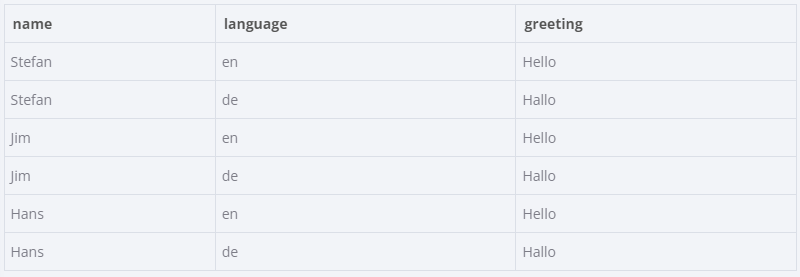 name language greeting
Stefan en Hello
Stefan de Hallo
Jim en Hello
Jim de Hallo
Hans en Hello
Hans de Hallo